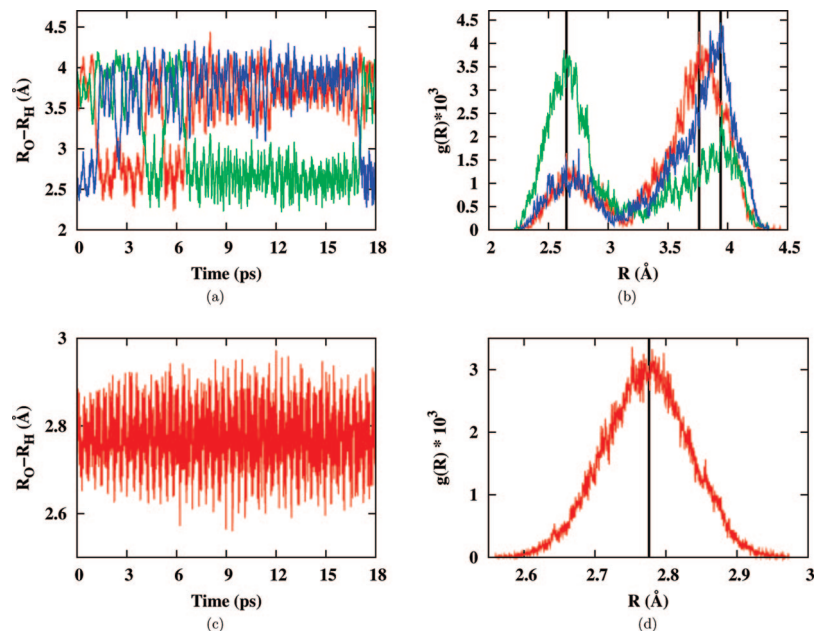 4.5
4
3.5
3
2.5
2
R_O−R_H (Å)
0 3 6 9 12 15 18
Time (ps)
(a)
4.5
4
3.5
3
2.5
2
1.5
1
0.5
0
g(R)*10^3
2 2.5 3 3.5 4 4.5
R (Å)
(b)
3
2.8
2.6
R_O−R_H (Å)
0 3 6 9 12 15 18
Time (ps)
(c)
3
2
1
0
g(R) * 10^3
2.6 2.7 2.8 2.9 3
R (Å)
(d)